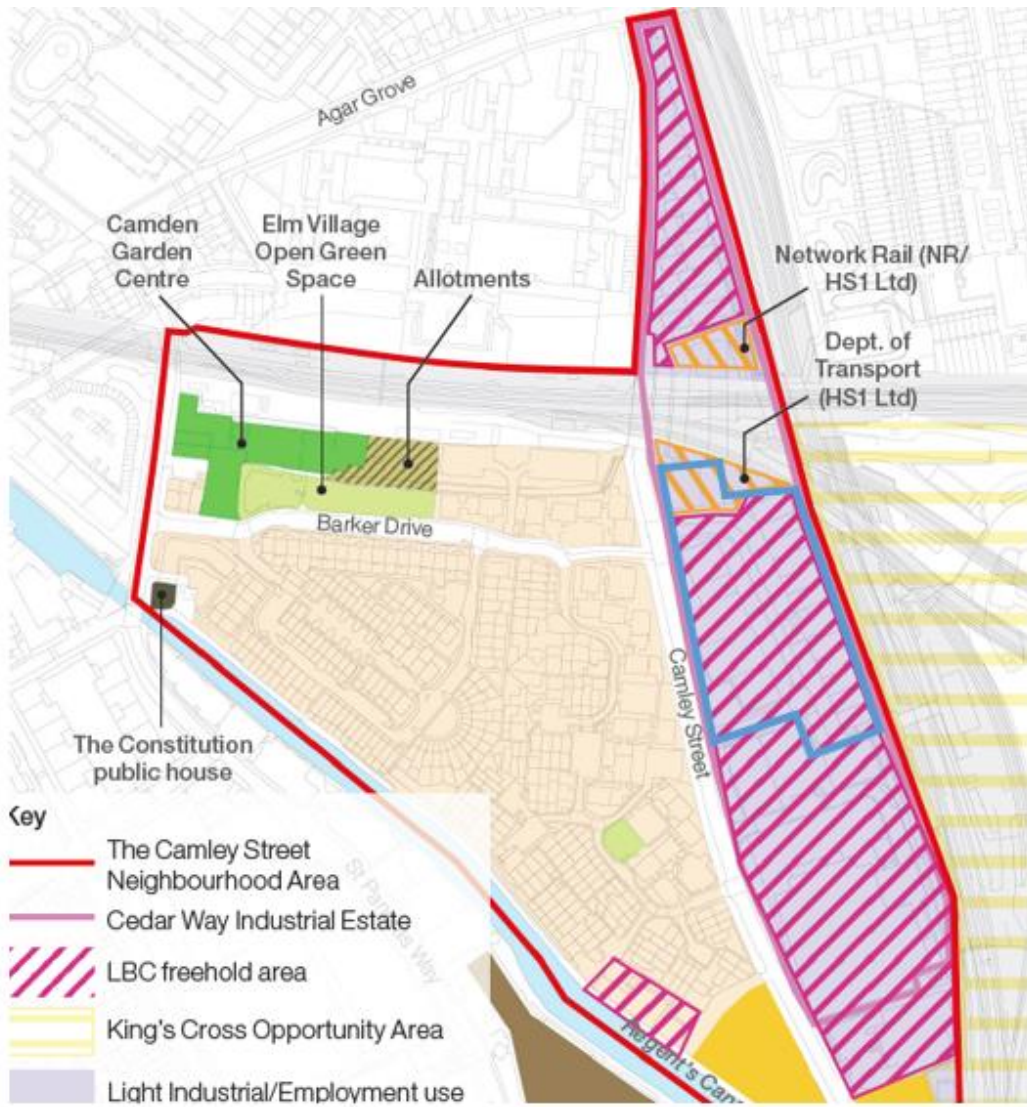 Agar Grove
Camden
Garden
Centre
Elm Village
Open Green
Space
Allotments
Network Rail (NR/
HS1 Ltd)
Dept. of
Transport
(HS1 Ltd)
Barker Drive
Camley Street
The Constitution
public house
St Pancras Way
Regent's Canal
Key
The Camley Street
Neighbourhood Area
Cedar Way Industrial Estate
LBC freehold area
King's Cross Opportunity Area
Light Industrial/Employment use